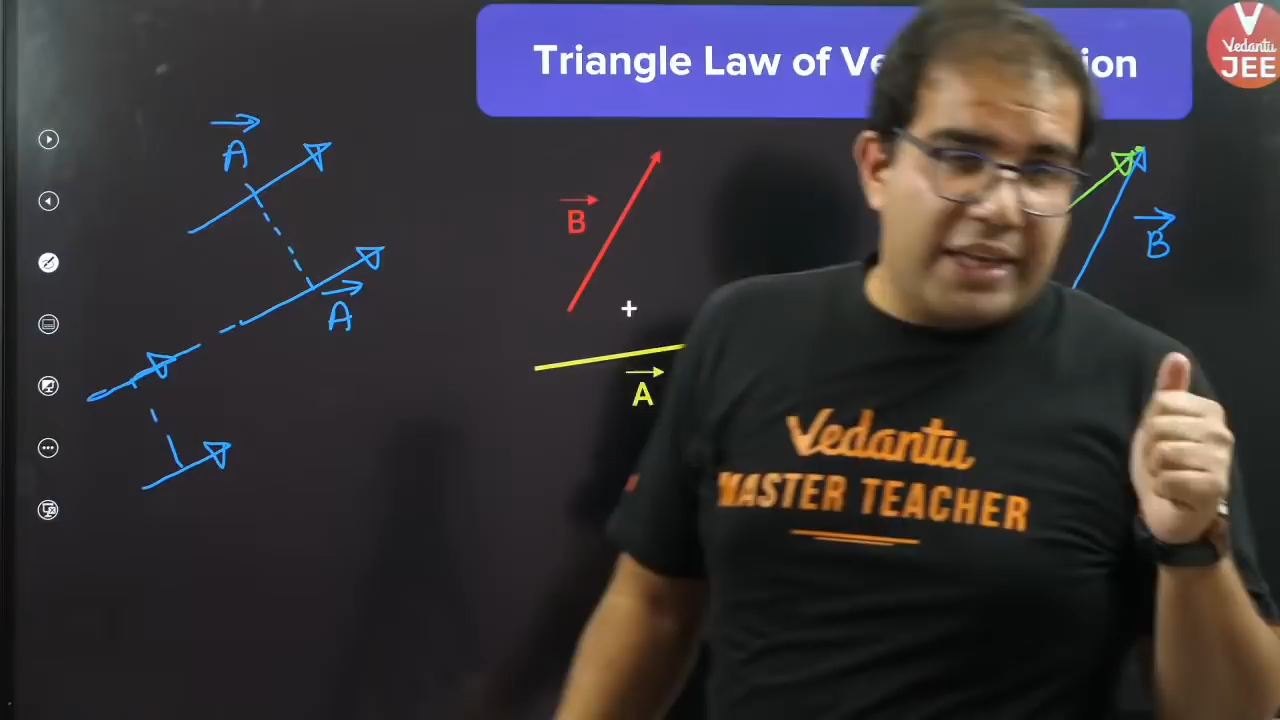 Triangle Law of Ve ion
V
Vedantu
JEE
A
B
B
+
A
A
Vedantu
MASTER TEACHER